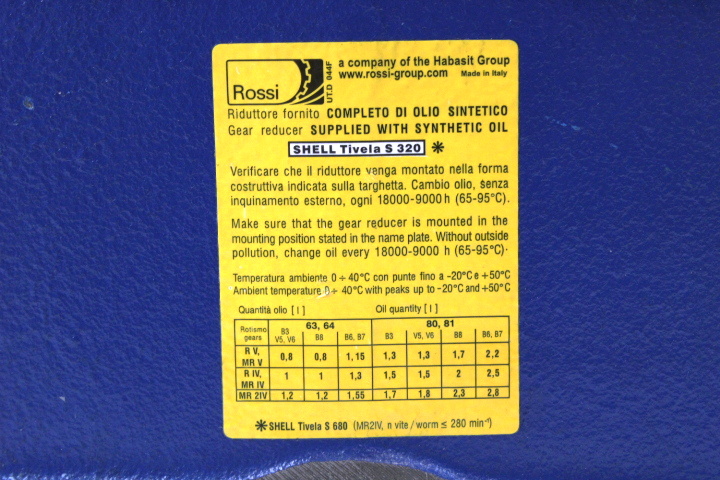 Rossi
UT.D 044F
a company of the Habasit Group
www.rossi-group.com Made in Italy
Riduttore fornito COMPLETO DI OLIO SINTETICO
Gear reducer SUPPLIED WITH SYNTHETIC OIL
SHELL Tivela S 320 *
Verificare che il riduttore venga montato nella forma
costruttiva indicata sulla targhetta. Cambio olio, senza
inquinamento esterno, ogni 18000-9000 h (65-95°C).
Make sure that the gear reducer is mounted in the
mounting position stated in the name plate. Without outside
pollution, change oil every 18000-9000 h (65-95°C).
Temperatura ambiente 0 ÷ 40°C con punte fino a -20°C e +50°C
Ambient temperature 0 ÷ 40°C with peaks up to -20°C and +50°C
Quantità olio [ l ] Oil quantity [ l ]
Rotismo gears 63, 64 80, 81
B3 V5, V6 B8 B6, B7 B3 V5, V6 B8 B6, B7
R V, MR V 0,8 0,8 1,15 1,3 1,3 1,7 2,2
R IV, MR IV 1 1 1,3 1,5 1,5 2 2,5
MR 2IV 1,2 1,2 1,55 1,7 1,8 2,3 2,8
* SHELL Tivela S 680 (MR2IV, n vite / worm ≤ 280 min⁻¹)